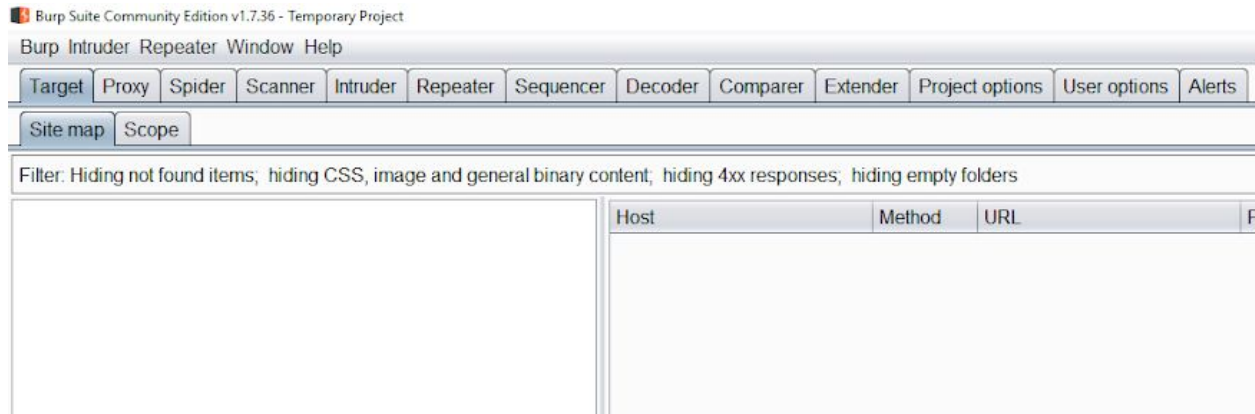 Burp Suite Community Edition v1.7.36 - Temporary Project
Burp Intruder Repeater Window Help
Target Proxy Spider Scanner Intruder Repeater Sequencer Decoder Comparer Extender Project options User options Alerts
Site map Scope
Filter: Hiding not found items; hiding CSS, image and general binary content; hiding 4xx responses; hiding empty folders
Host Method URL